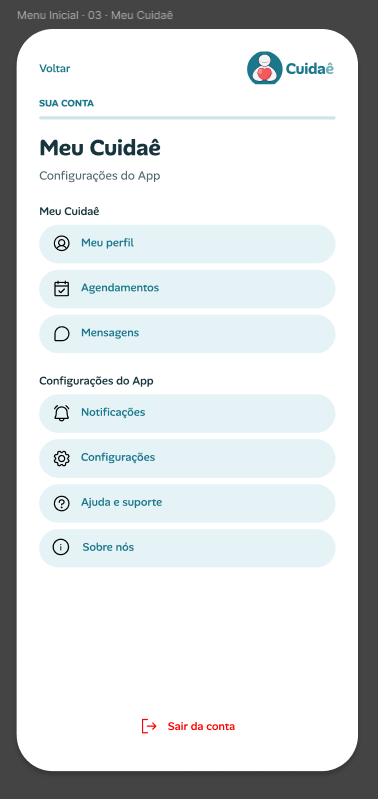 Menu Inicial - 03 - Meu Cuidaê
Voltar
Cuidaê
SUA CONTA
Meu Cuidaê
Configurações do App
Meu Cuidaê
Meu perfil
Agendamentos
Mensagens
Configurações do App
Notificações
Configurações
Ajuda e suporte
Sobre nós
Sair da conta